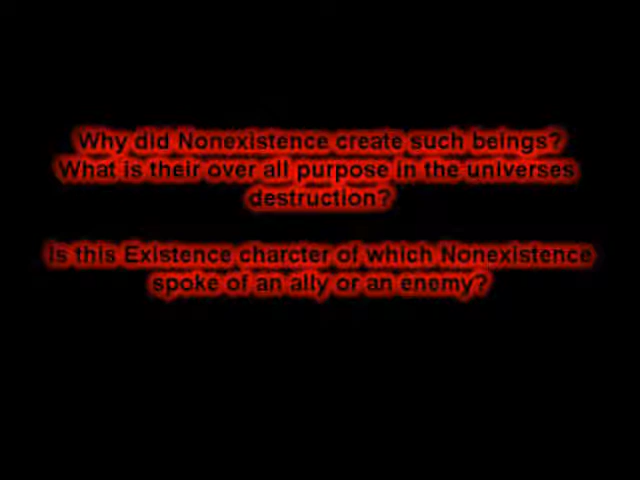 Why did Nonexistence create such beings?
What is their over all purpose in the universes
destruction?
Is this Existence charcter of which Nonexistence
spoke of an ally or an enemy?